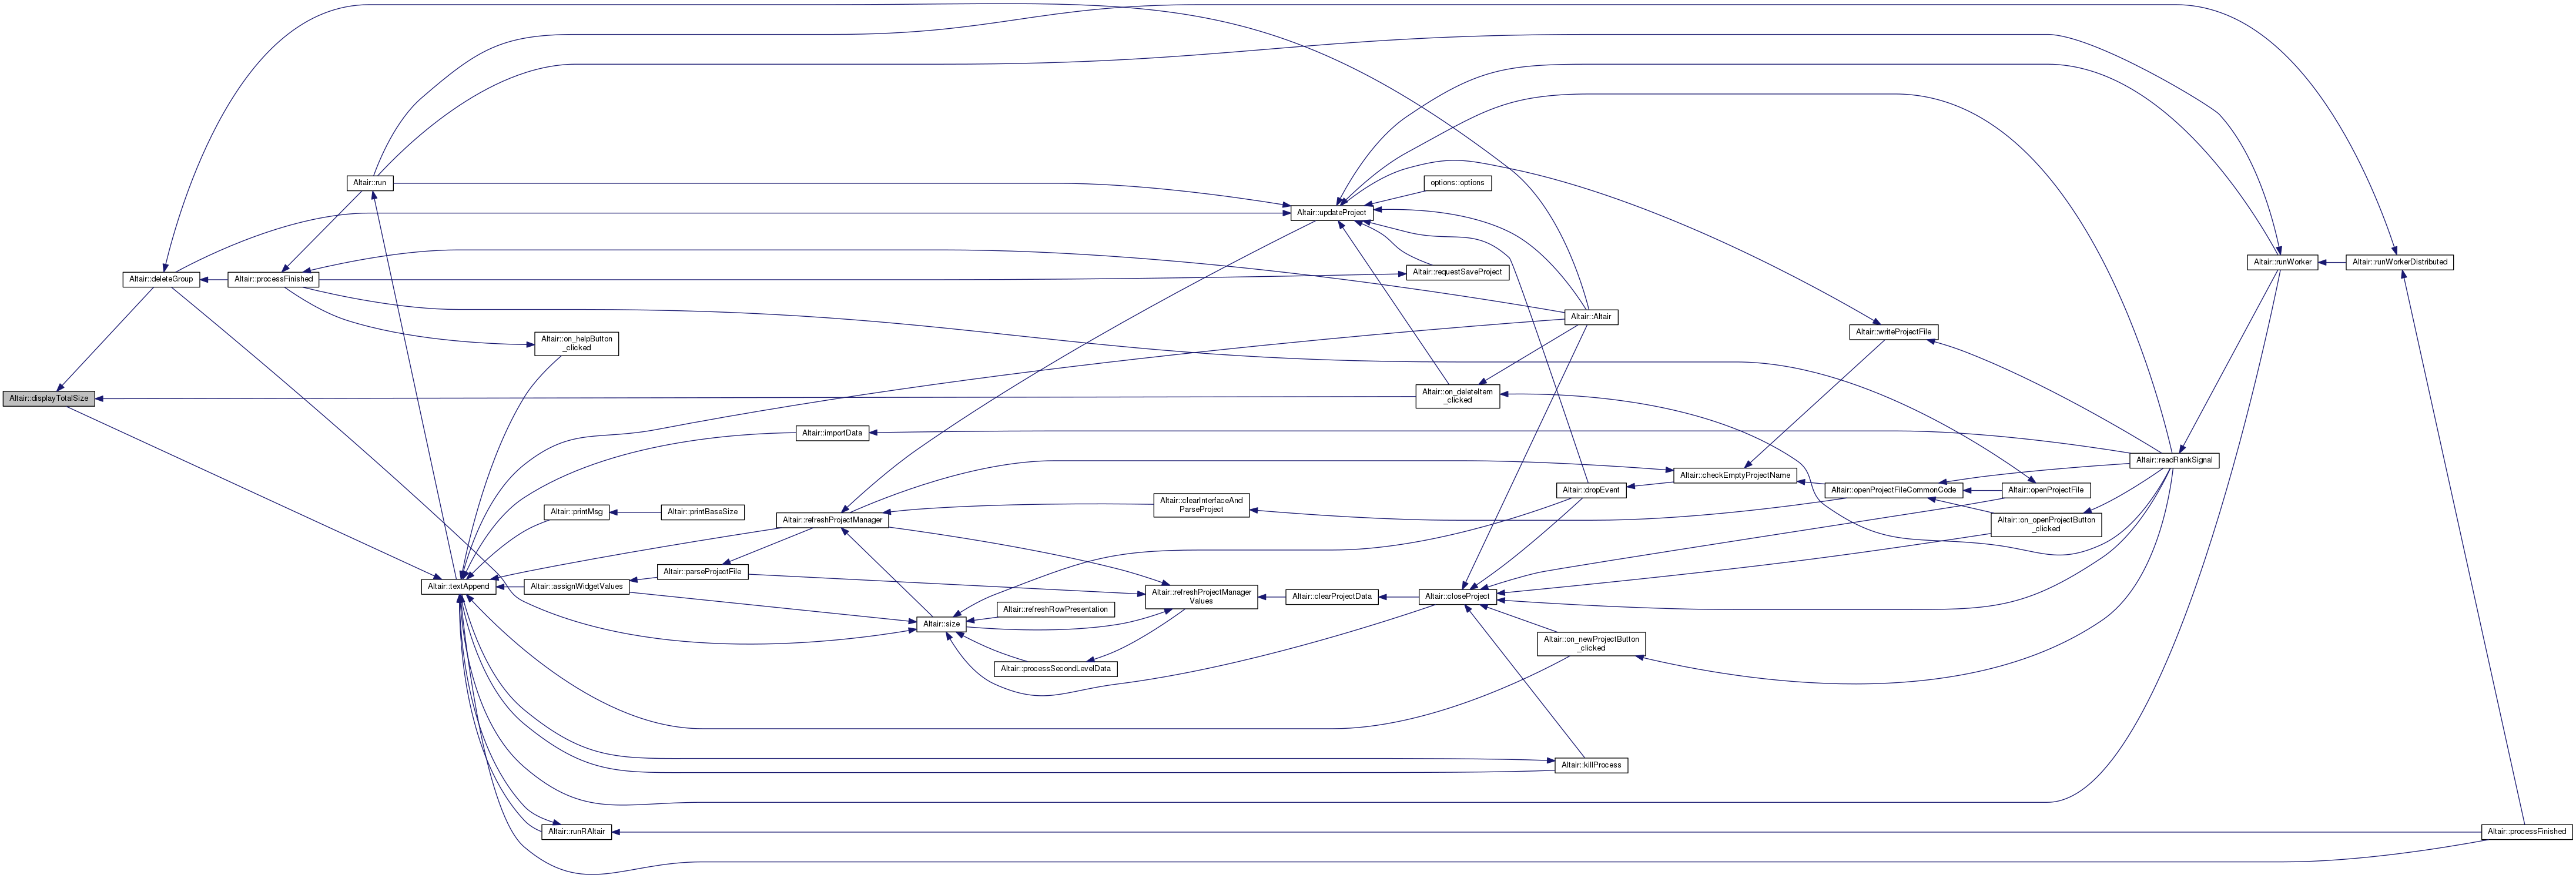 Altair::run
options::options
Altair::updateProject
Altair::deleteGroup
Altair::processFinished
Altair::requestSaveProject
Altair::runWorker
Altair::runWorkerDistributed
Altair::Altair
Altair::writeProjectFile
Altair::on_helpButton
_clicked
Altair::displayTotalSize
Altair::on_deleteItem
_clicked
Altair::importData
Altair::readRankSignal
Altair::checkEmptyProjectName
Altair::dropEvent
Altair::openProjectFileCommonCode
Altair::openProjectFile
Altair::clearInterfaceAnd
ParseProject
Altair::printMsg
Altair::printBaseSize
Altair::refreshProjectManager
Altair::on_openProjectButton
_clicked
Altair::parseProjectFile
Altair::textAppend
Altair::assignWidgetValues
Altair::refreshProjectManager
Values
Altair::clearProjectData
Altair::closeProject
Altair::refreshRowPresentation
Altair::size
Altair::on_newProjectButton
_clicked
Altair::processSecondLevelData
Altair::killProcess
Altair::runRAltair
Altair::processFinished